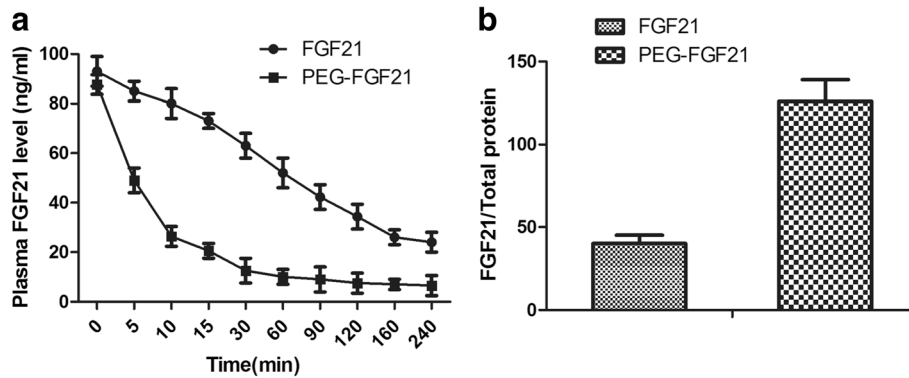 a
FGF21
PEG-FGF21
Plasma FGF21 level (ng/ml)
100
80
60
40
20
0
0
5
10
15
30
60
90
120
160
240
Time(min)
b
FGF21
PEG-FGF21
FGF21/Total protein
150
100
50
0